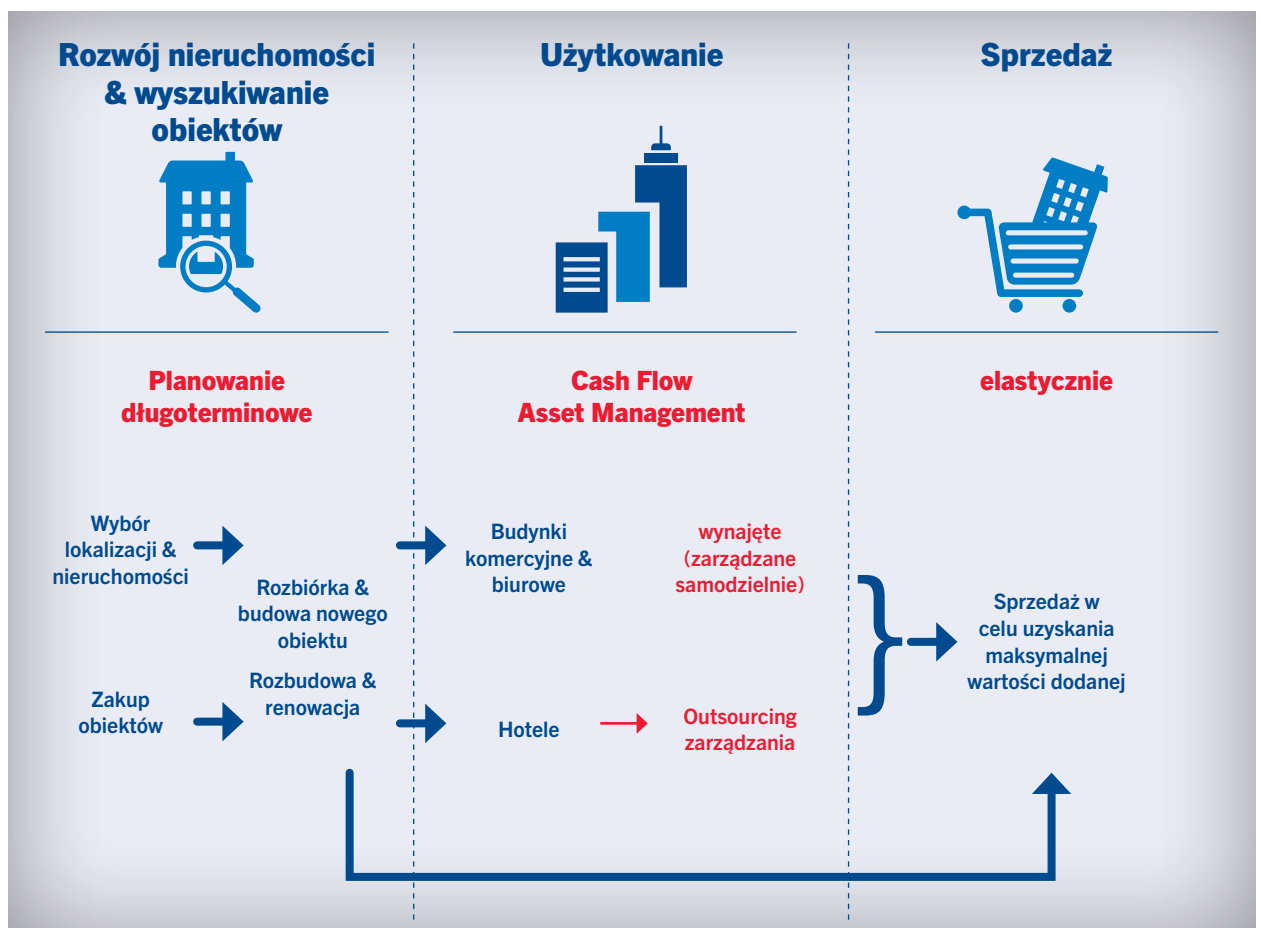 Rozwój nieruchomości
& wyszukiwanie
obiektów
Użytkowanie
Sprzedaż
Planowanie
długoterminowe
Cash Flow
Asset Management
elastycznie
Wybór
lokalizacji &
nieruchomości
Rozbiórka &
budowa nowego
obiektu
Budynki
komercyjne &
biurowe
wynajęte
(zarządzane
samodzielnie)
Zakup
obiektów
Rozbudowa &
renowacja
Hotele
Outsourcing
zarządzania
}
Sprzedaż w
celu uzyskania
maksymalnej
wartości dodanej